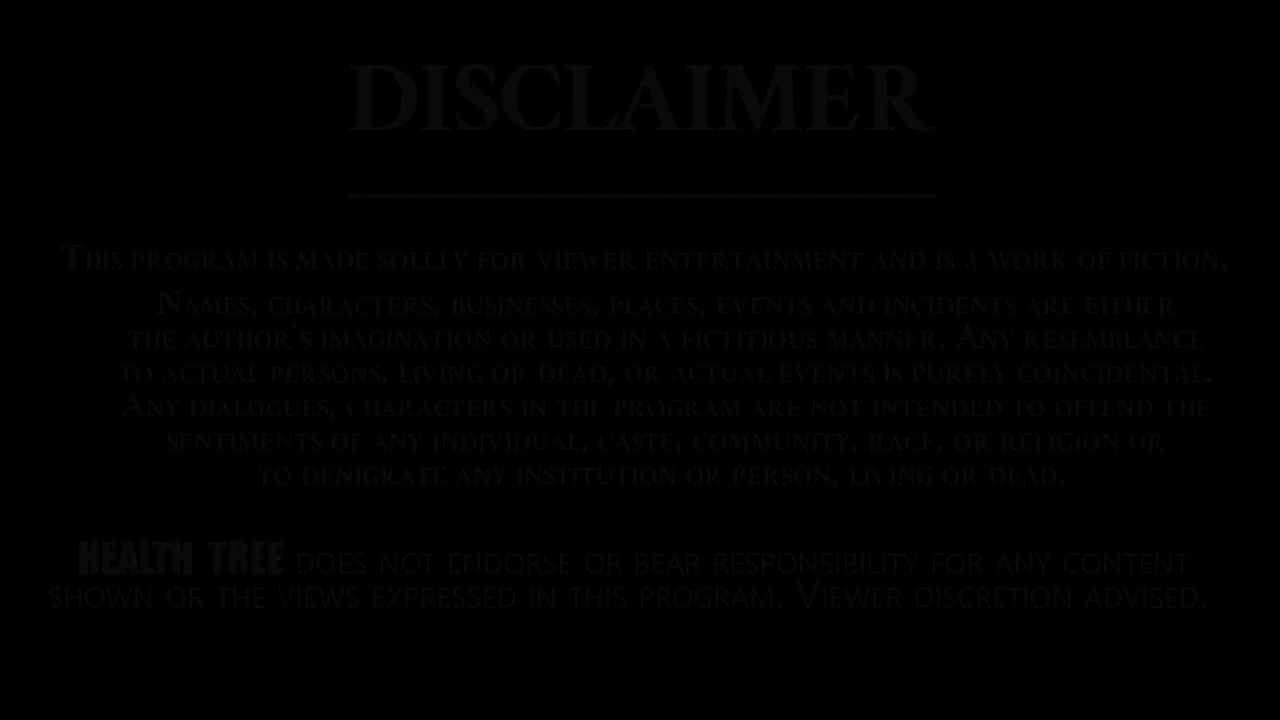 DISCLAIMER
THIS PROGRAM IS MADE SOLELY FOR VIEWER ENTERTAINMENT AND IS A WORK OF FICTION,
NAMES, CHARACTERS, BUSINESSES, PLACES, EVENTS AND INCIDENTS ARE EITHER
THE AUTHOR'S IMAGINATION OR USED IN A FICTITIOUS MANNER. ANY RESEMBLANCE
TO ACTUAL PERSONS, LIVING OR DEAD, OR ACTUAL EVENTS IS PURELY COINCIDENTAL.
ANY DIALOGUES, CHARACTERS IN THE PROGRAM ARE NOT INTENDED TO OFFEND THE
SENTIMENTS OF ANY INDIVIDUAL, CASTE, COMMUNITY, RACE, OR RELIGION OR
TO DENIGRATE ANY INSTITUTION OR PERSON, LIVING OR DEAD.
HEALTH TREE DOES NOT ENDORSE OR BEAR RESPONSIBILITY FOR ANY CONTENT
SHOWN OR THE VIEWS EXPRESSED IN THIS PROGRAM. VIEWER DISCRETION ADVISED.